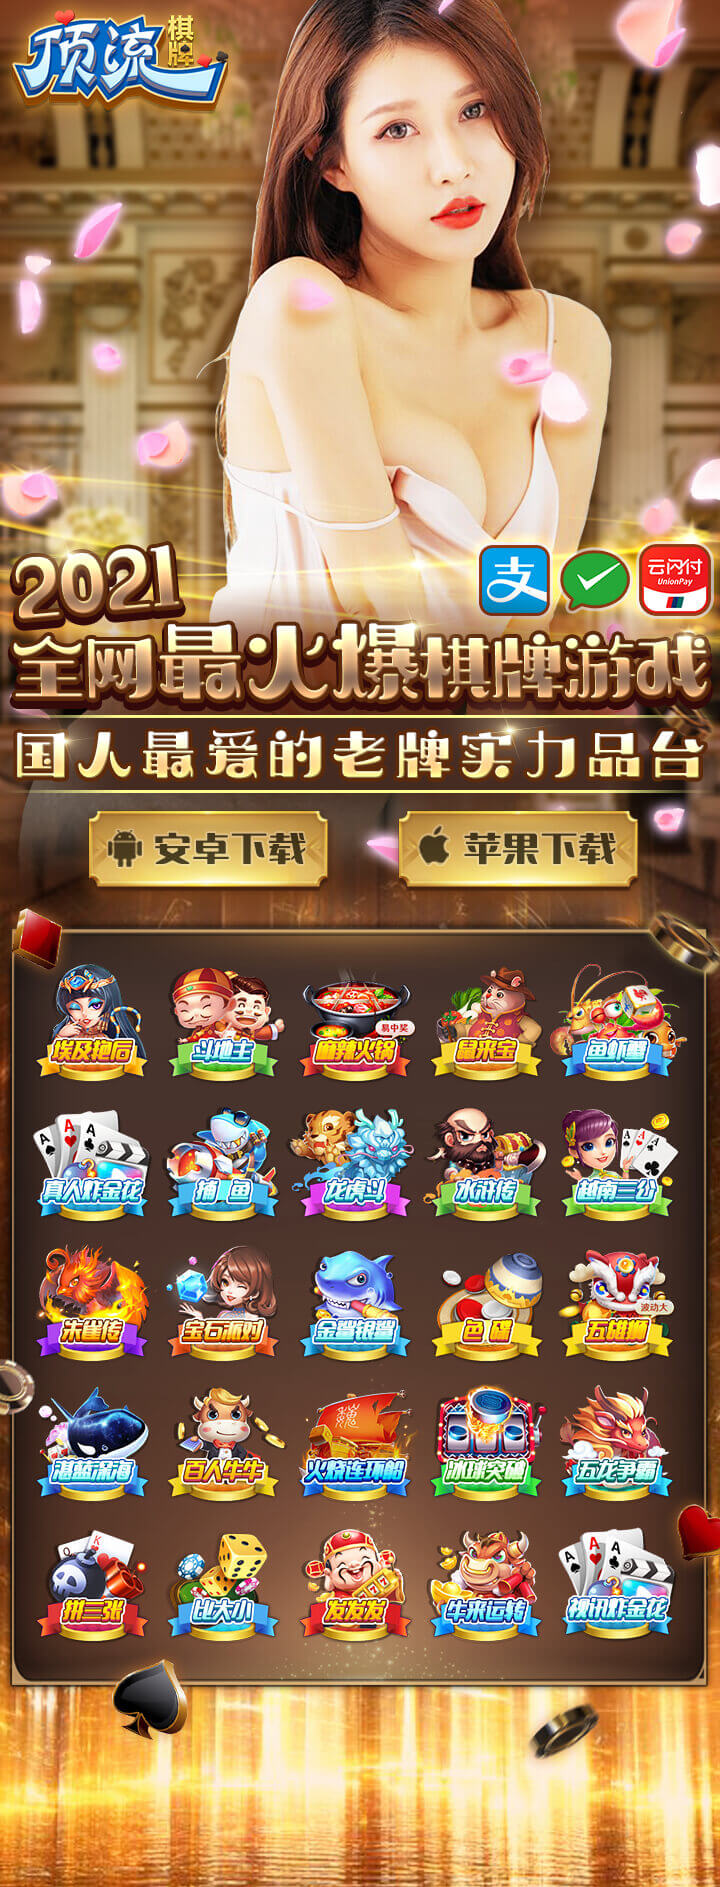 顶流棋牌
2021
支
云闪付
UnionPay
全网最火爆棋牌游戏
国人最爱的老牌实力品台
安卓下载
苹果下载
埃及艳后
斗地主
易中奖
麻辣火锅
鼠来宝
鱼虾蟹
A A A
真人炸金花
捕鱼
龙虎斗
水浒传
A A A
越南三公
朱雀传
宝石派对
金鲨银鲨
色碟
波动大
五雄狮
湛蓝深海
百人牛牛
魏
火烧连环船
冰球突破
五龙争霸
Q K
拼三张
比大小
777
发发发
牛来运转
A A A
视讯炸金花